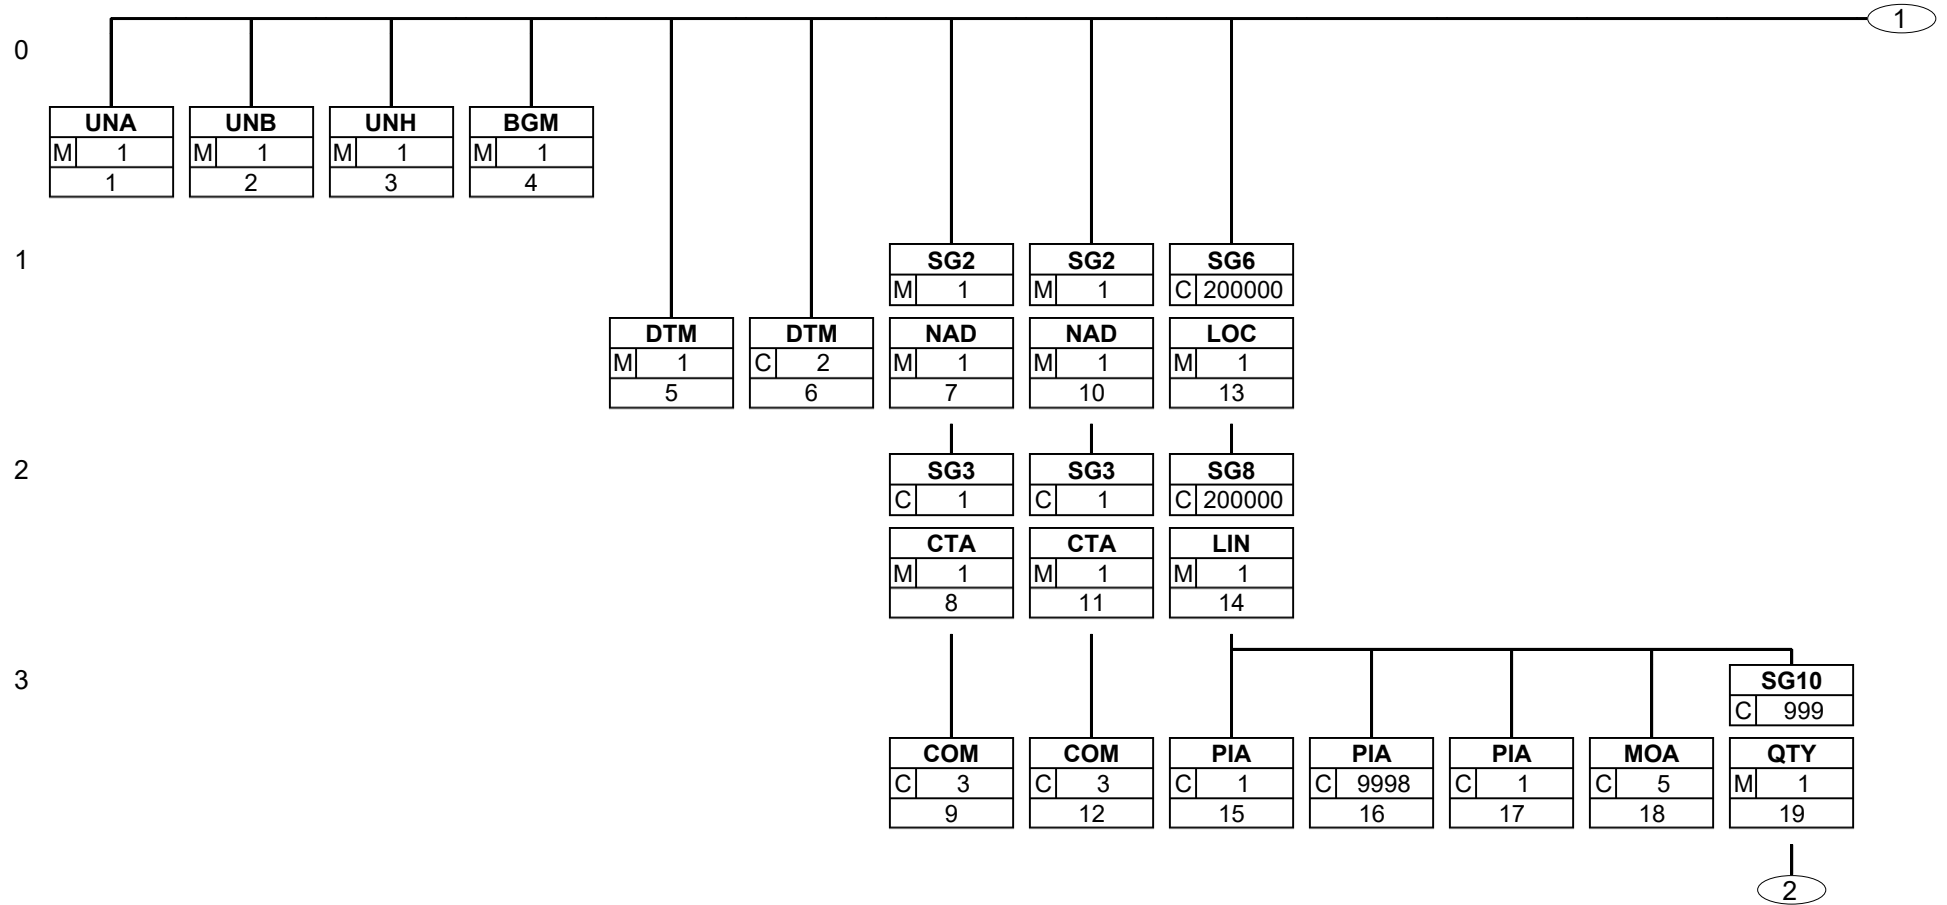 1
0
UNA UNB UNH BGM
M 1 M 1 M 1 M 1
1 2 3 4
1
SG2 SG2 SG6
M 1 M 1 C 200000
DTM DTM NAD NAD LOC
M 1 C 2 M 1 M 1 M 1
5 6 7 10 13
2
SG3 SG3 SG8
C 1 C 1 C 200000
CTA CTA LIN
M 1 M 1 M 1
8 11 14
3
SG10
C 999
COM COM PIA PIA PIA MOA QTY
C 3 C 3 C 1 C 9998 C 1 C 5 M 1
9 12 15 16 17 18 19
2